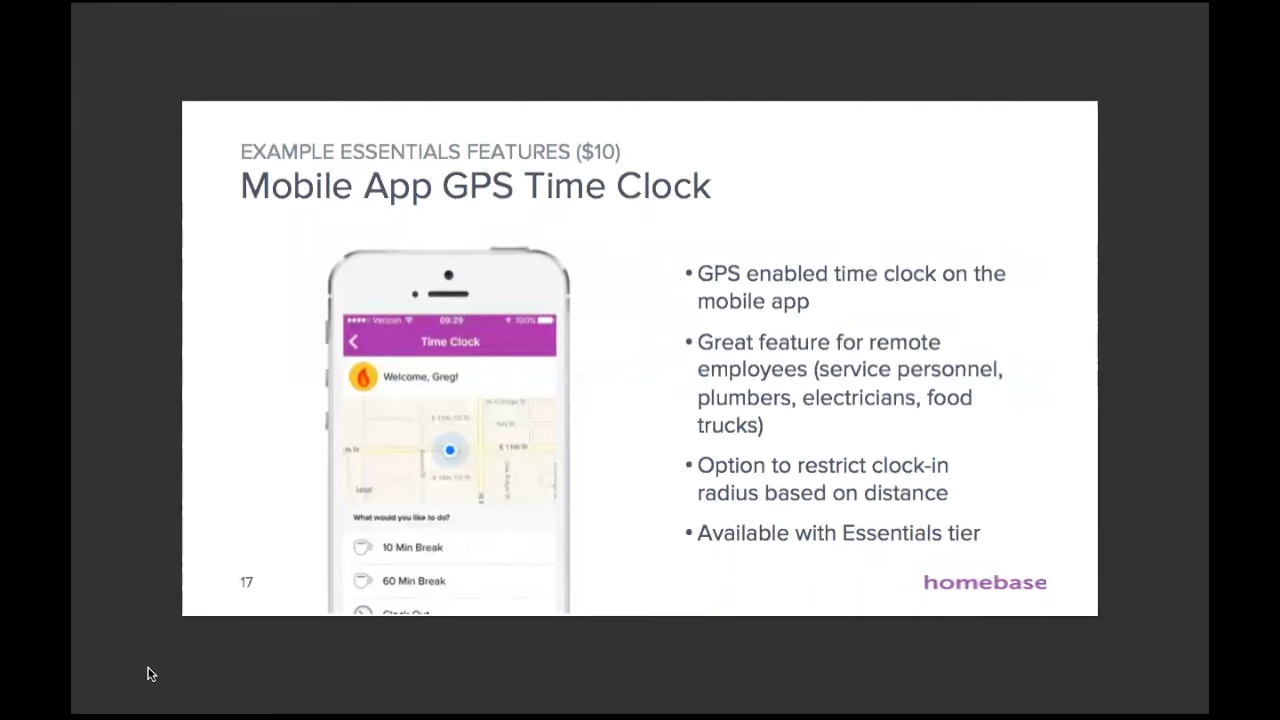 EXAMPLE ESSENTIALS FEATURES ($10)
Mobile App GPS Time Clock
Verizon 09:29 100%
Time Clock
Welcome, Greg!
What would you like to do?
10 Min Break
60 Min Break
Clock Out
• GPS enabled time clock on the
mobile app
• Great feature for remote
employees (service personnel,
plumbers, electricians, food
trucks)
• Option to restrict clock-in
radius based on distance
• Available with Essentials tier
17
homebase